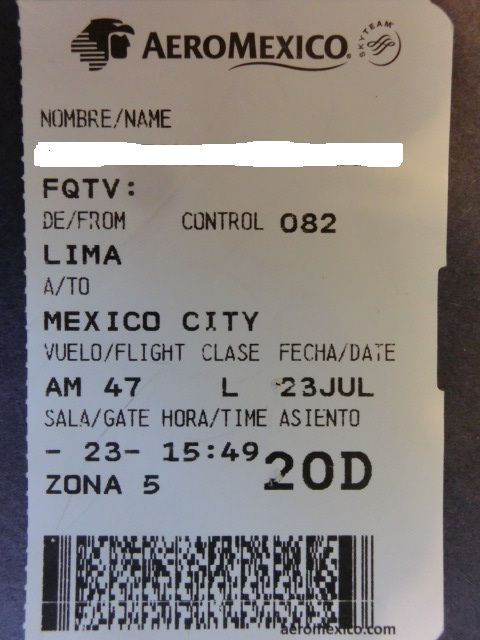 AEROMEXICO. SKYTEAM
NOMBRE/NAME
FQTV:
DE/FROM CONTROL 082
LIMA
A/TO
MEXICO CITY
VUELO/FLIGHT CLASE FECHA/DATE
AM 47 L 23JUL
SALA/GATE HORA/TIME ASIENTO
- 23- 15:49 20D
ZONA 5
aeromexico.com